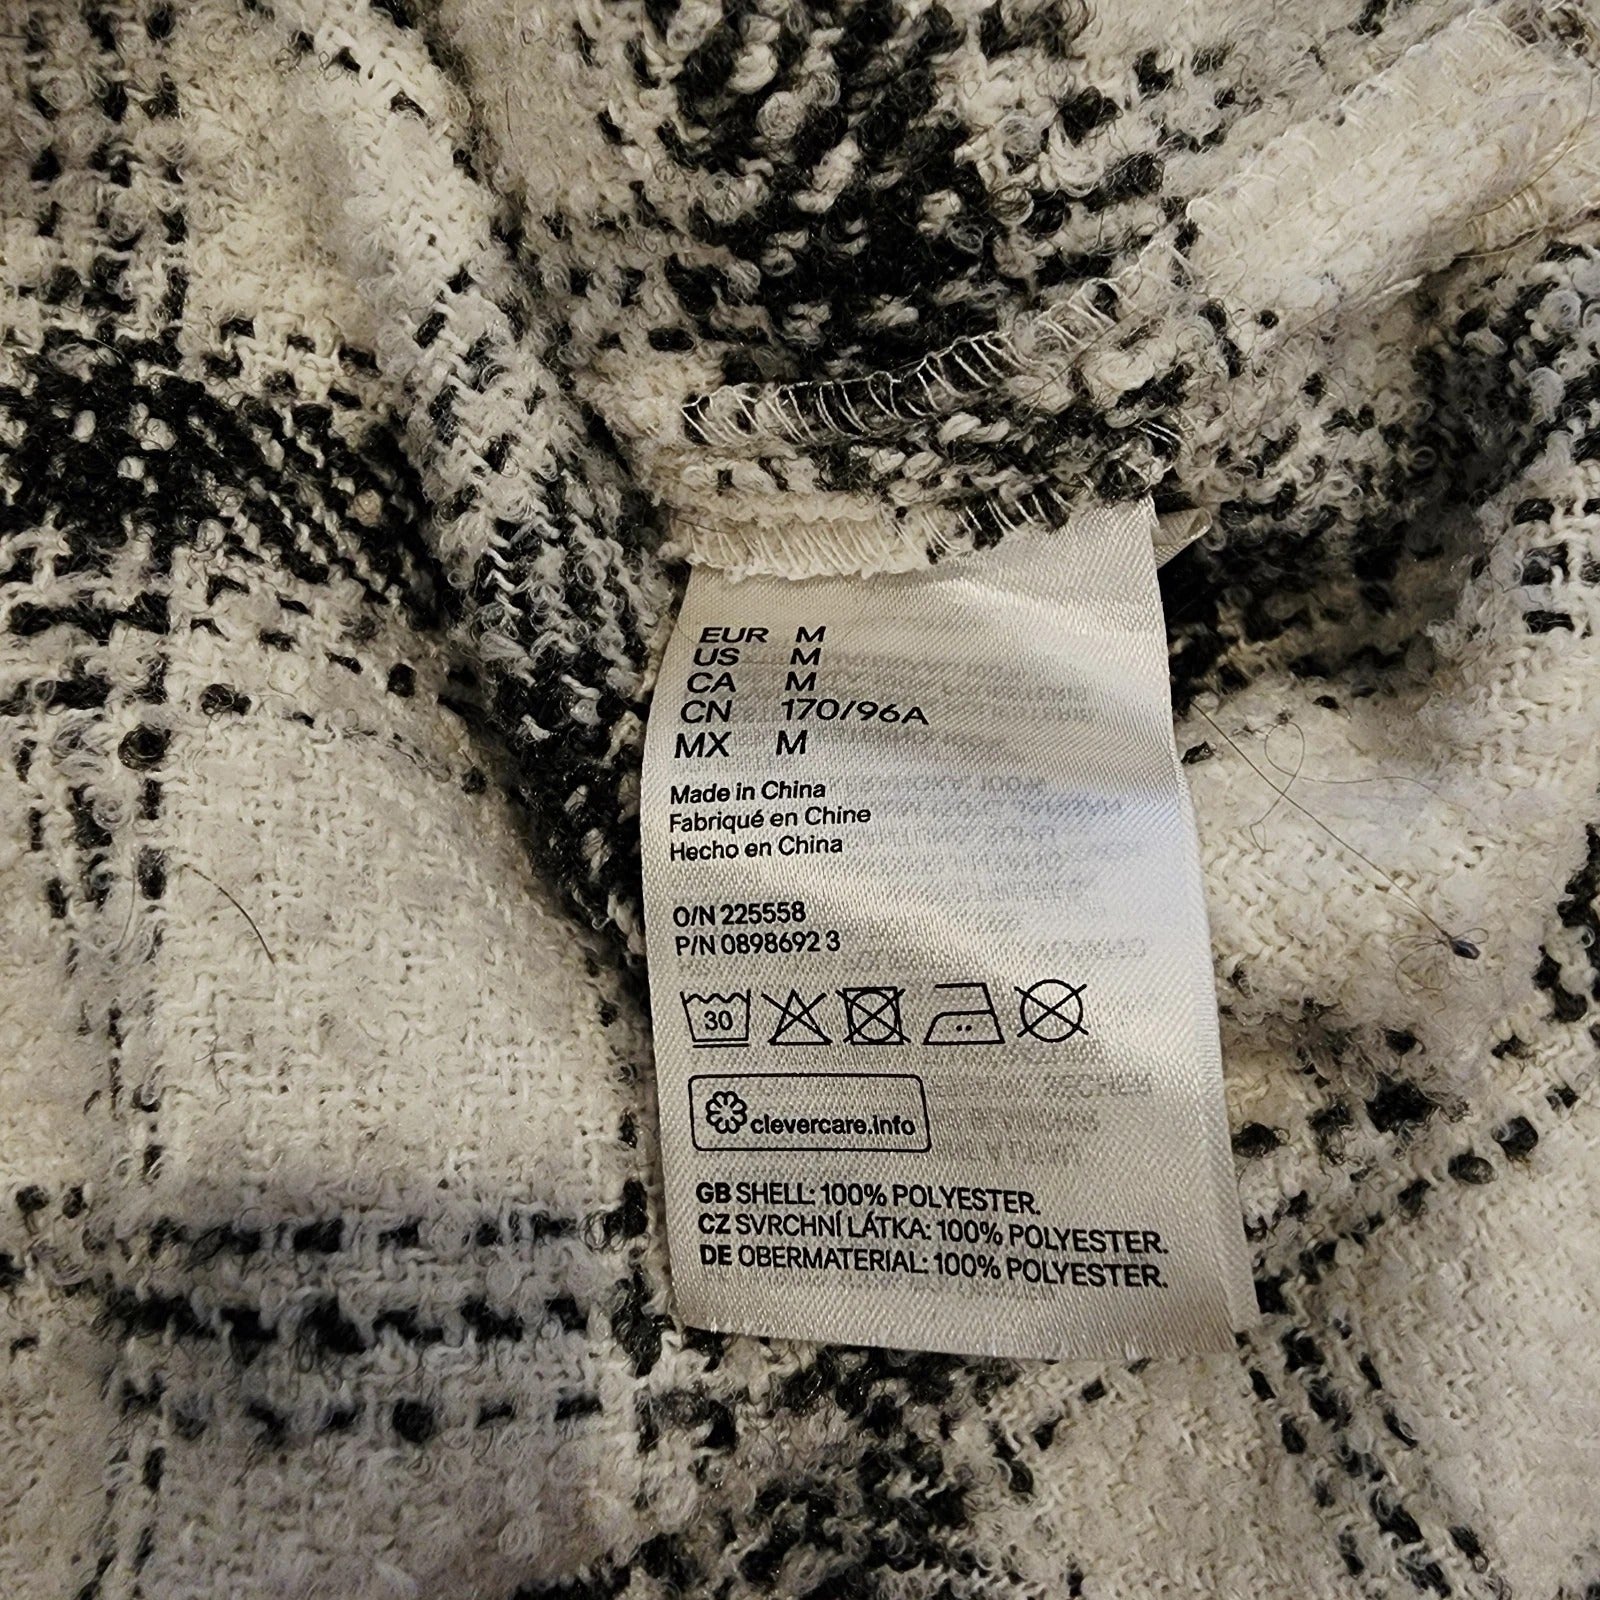 EUR M
US M
CA M
CN 170/96A
MX M
Made in China
Fabriqué en Chine
Hecho en China
O/N 225558
P/N 0898692 3
30
clevercare.info
GB SHELL: 100% POLYESTER.
CZ SVRCHNÍ LÁTKA: 100% POLYESTER.
DE OBERMATERIAL: 100% POLYESTER.